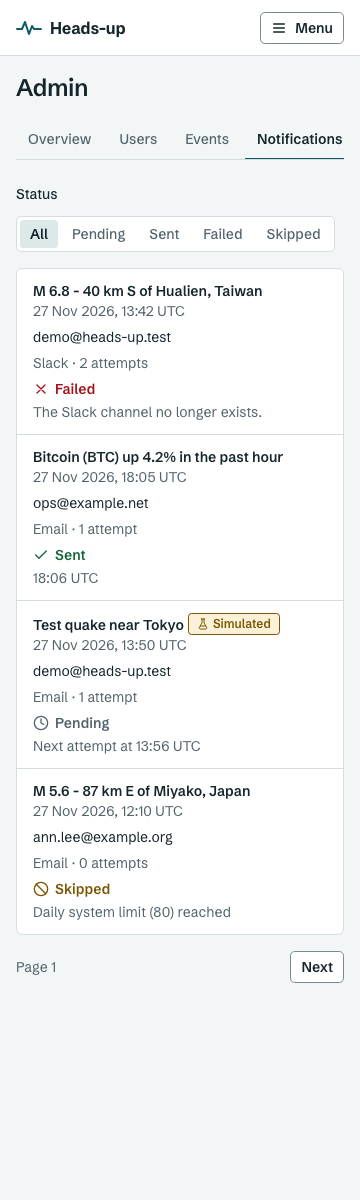 Heads-up
Menu
Admin
Overview Users Events Notifications
Status
All Pending Sent Failed Skipped
M 6.8 - 40 km S of Hualien, Taiwan
27 Nov 2026, 13:42 UTC
demo@heads-up.test
Slack · 2 attempts
Failed
The Slack channel no longer exists.
Bitcoin (BTC) up 4.2% in the past hour
27 Nov 2026, 18:05 UTC
ops@example.net
Email · 1 attempt
Sent
18:06 UTC
Test quake near Tokyo Simulated
27 Nov 2026, 13:50 UTC
demo@heads-up.test
Email · 1 attempt
Pending
Next attempt at 13:56 UTC
M 5.6 - 87 km E of Miyako, Japan
27 Nov 2026, 12:10 UTC
ann.lee@example.org
Email · 0 attempts
Skipped
Daily system limit (80) reached
Page 1
Next